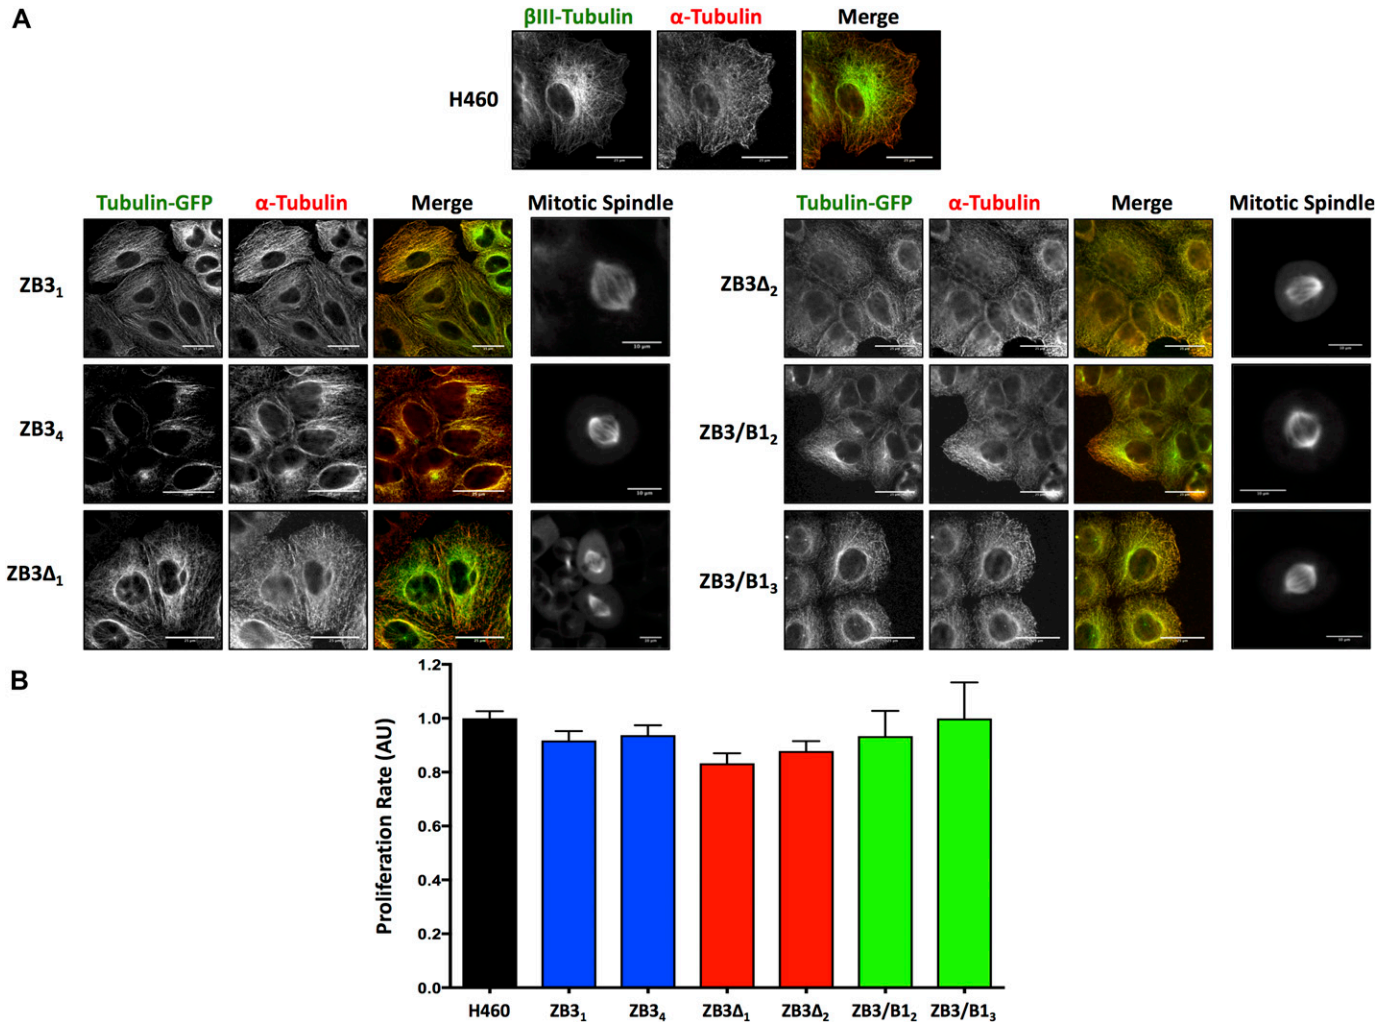 A
βIII-Tubulin α-Tubulin Merge
H460
Tubulin-GFP α-Tubulin Merge Mitotic Spindle
ZB3₁
ZB3₄
ZB3Δ₁
Tubulin-GFP α-Tubulin Merge Mitotic Spindle
ZB3Δ₂
ZB3/B1₂
ZB3/B1₃
B
Proliferation Rate (AU)
1.2
1.0
0.8
0.6
0.4
0.2
0.0
H460 ZB3₁ ZB3₄ ZB3Δ₁ ZB3Δ₂ ZB3/B1₂ ZB3/B1₃